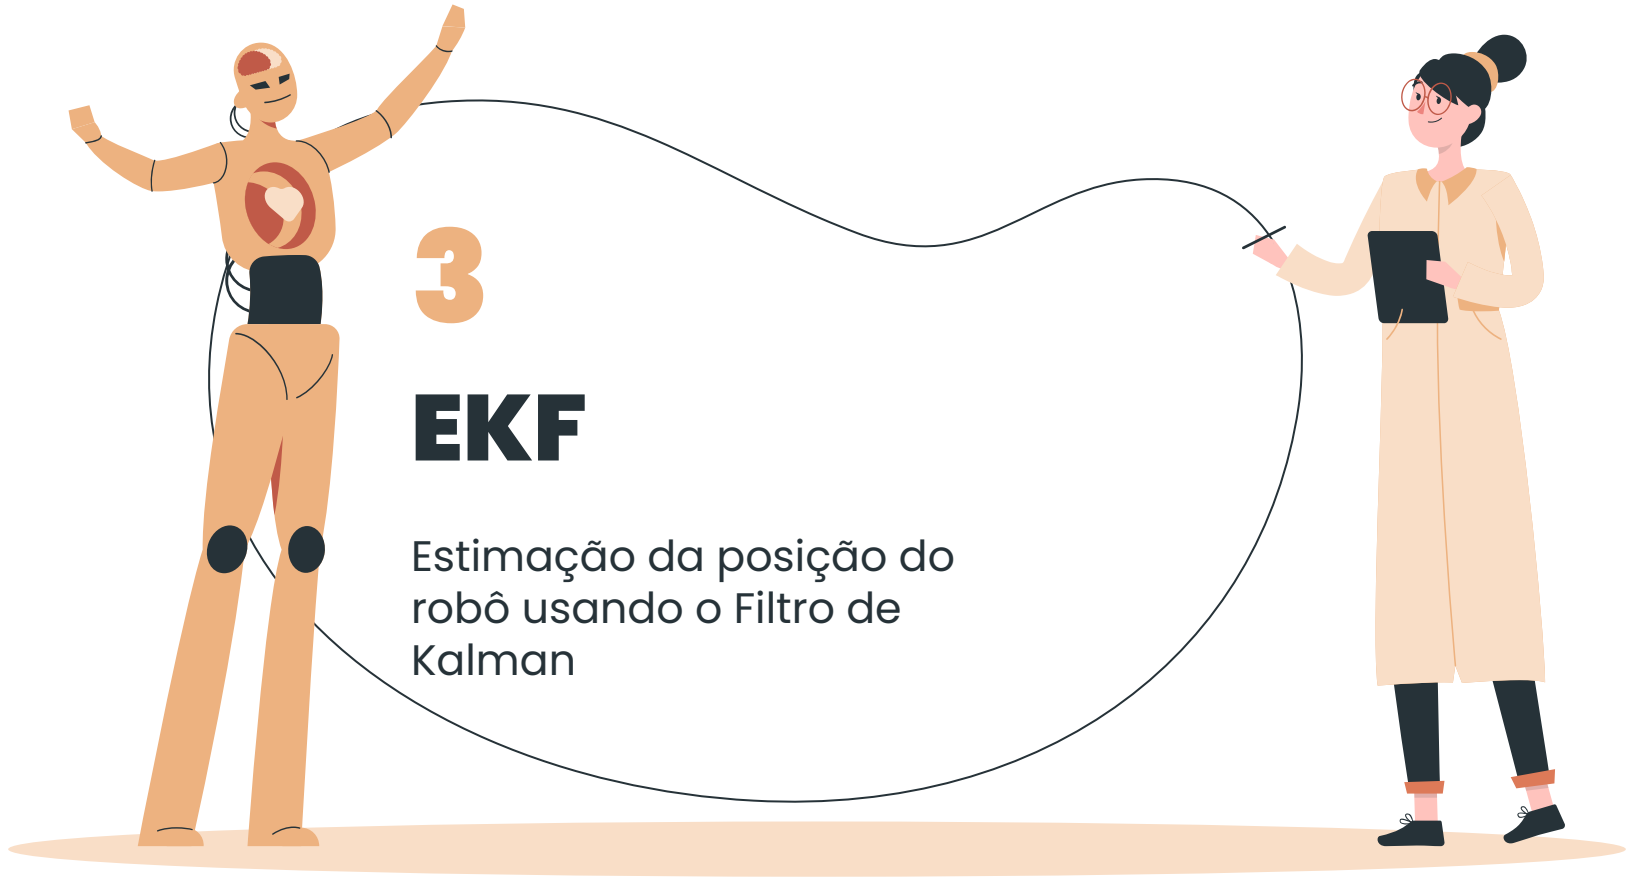 3
EKF
Estimação da posição do
robô usando o Filtro de
Kalman